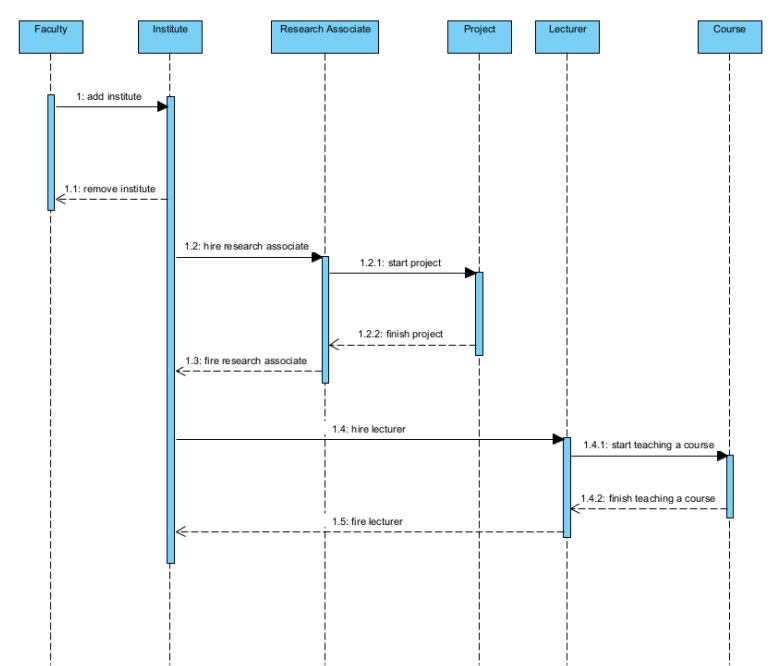 Faculty
Institute
Research Associate
Project
Lecturer
Course
1: add institute
1.1: remove institute
1.2: hire research associate
1.2.1: start project
1.2.2: finish project
1.3: fire research associate
1.4: hire lecturer
1.4.1: start teaching a course
1.4.2: finish teaching a course
1.5: fire lecturer